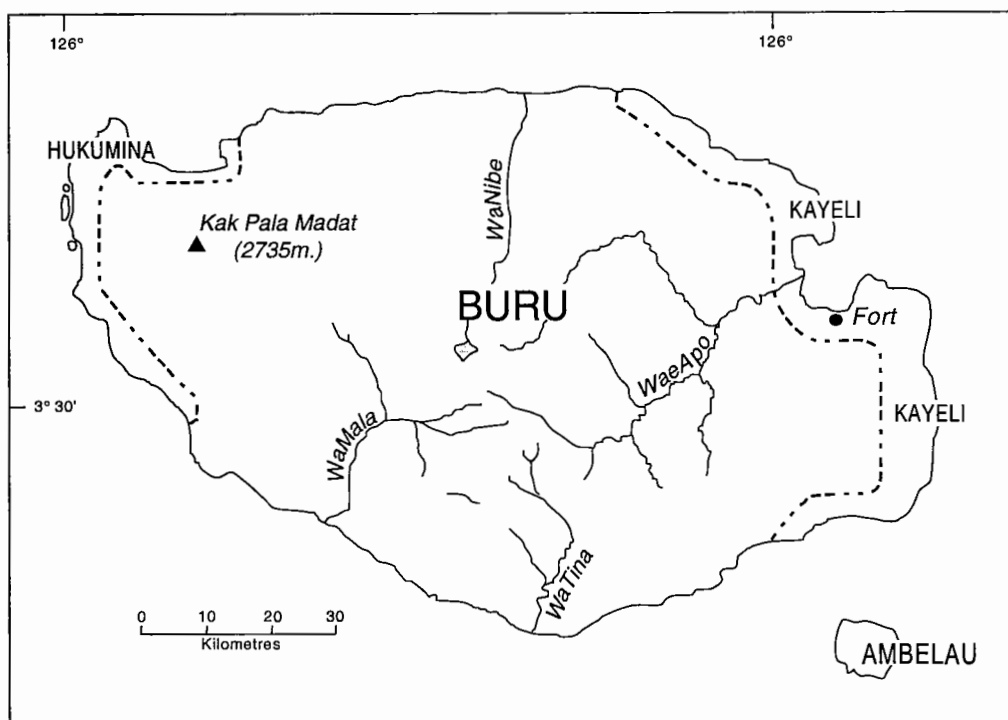 126°
126°
HUKUMINA
Kak Pala Madat
(2735m.)
WaNibe
KAYELI
BURU
Fort
WaeApo
3° 30'
KAYELI
WaMala
WaTina
0 10 20 30
Kilometres
AMBELAU